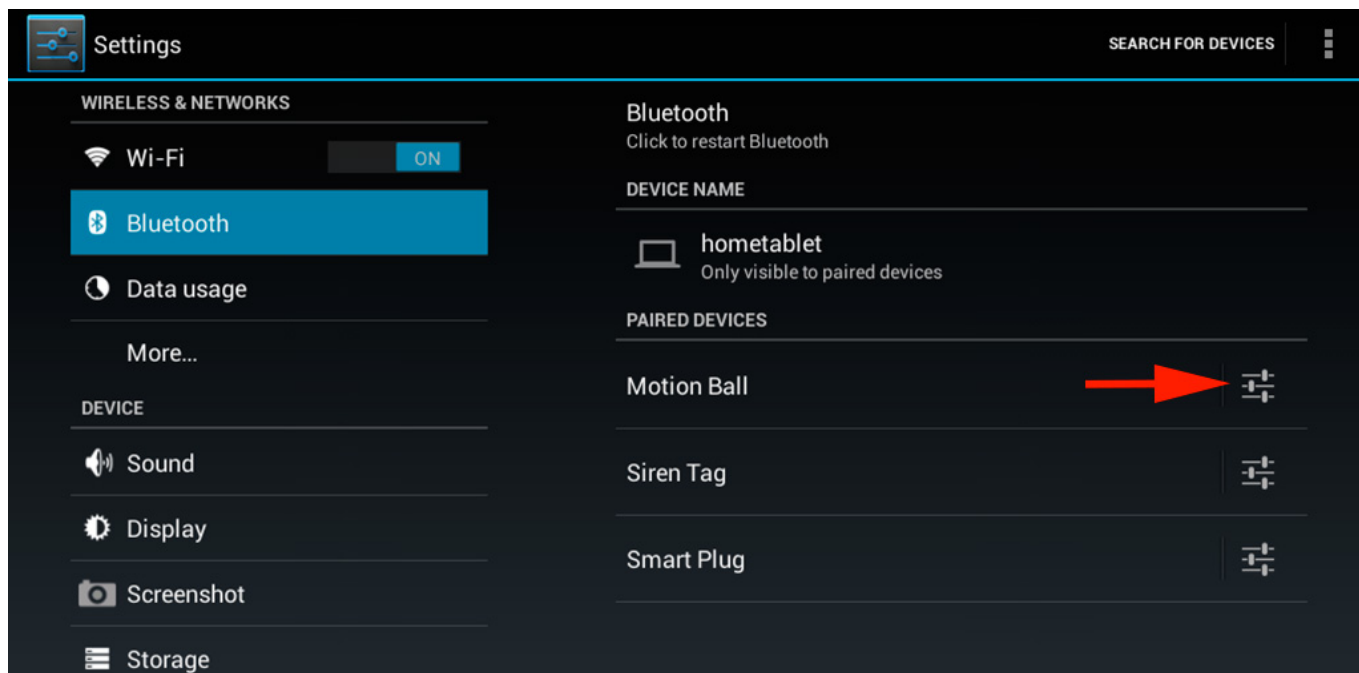 Settings
SEARCH FOR DEVICES
WIRELESS & NETWORKS
Wi-Fi
ON
Bluetooth
Data usage
More...
DEVICE
Sound
Display
Screenshot
Storage
Bluetooth
Click to restart Bluetooth
DEVICE NAME
hometablet
Only visible to paired devices
PAIRED DEVICES
Motion Ball
Siren Tag
Smart Plug